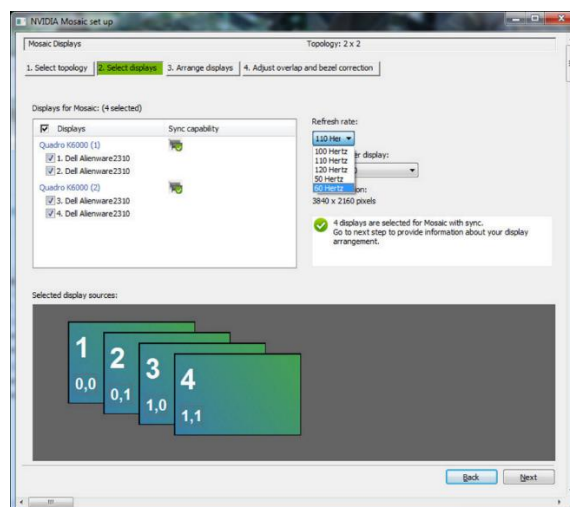 NVIDIA Mosaic set up
Mosaic Displays
Topology: 2 x 2
1. Select topology
2. Select displays
3. Arrange displays
4. Adjust overlap and bezel correction
Displays for Mosaic: (4 selected)
Displays
Sync capability
Quadro K6000 (1)
1. Dell Alienware2310
2. Dell Alienware2310
Quadro K6000 (2)
3. Dell Alienware2310
4. Dell Alienware2310
Refresh rate:
110 Her
100 Hertz
110 Hertz
120 Hertz
50 Hertz
60 Hertz
display:
3840 x 2160 pixels
4 displays are selected for Mosaic with sync.
Go to next step to provide information about your display
arrangement.
Selected display sources:
1
0,0
2
0,1
3
1,0
4
1,1
Back
Next